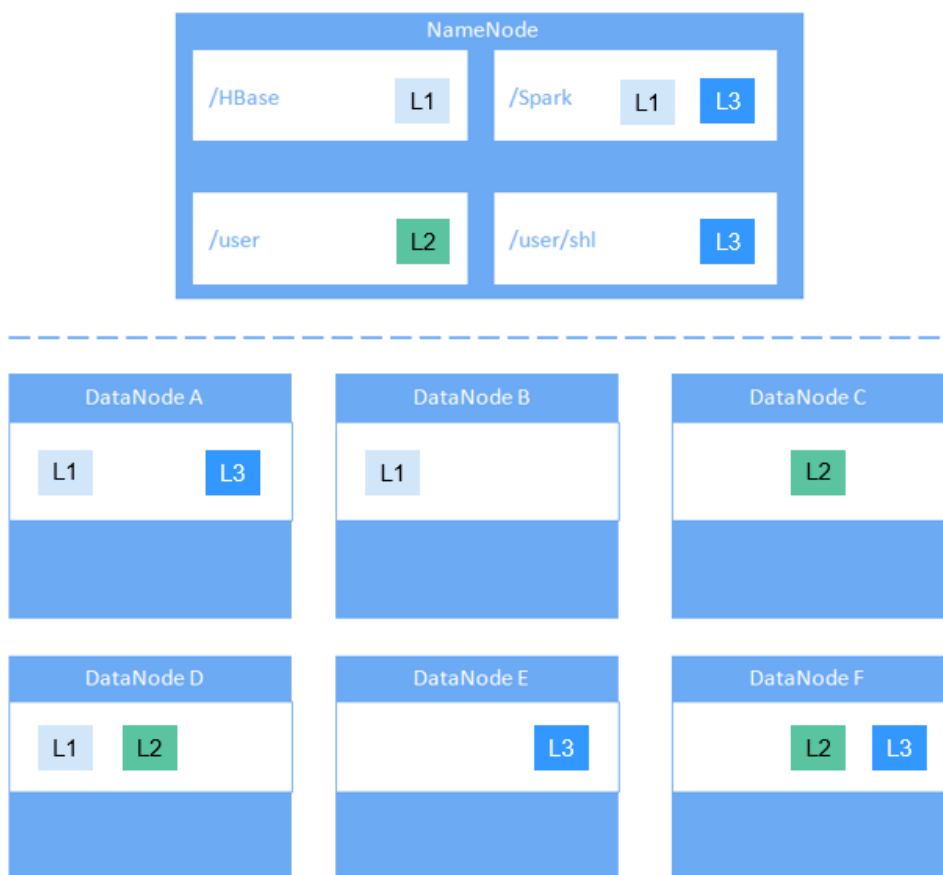 NameNode
/HBase L1
/Spark L1 L3
/user L2
/user/shl L3
DataNode A
L1 L3
DataNode B
L1
DataNode C
L2
DataNode D
L1 L2
DataNode E
L3
DataNode F
L2 L3